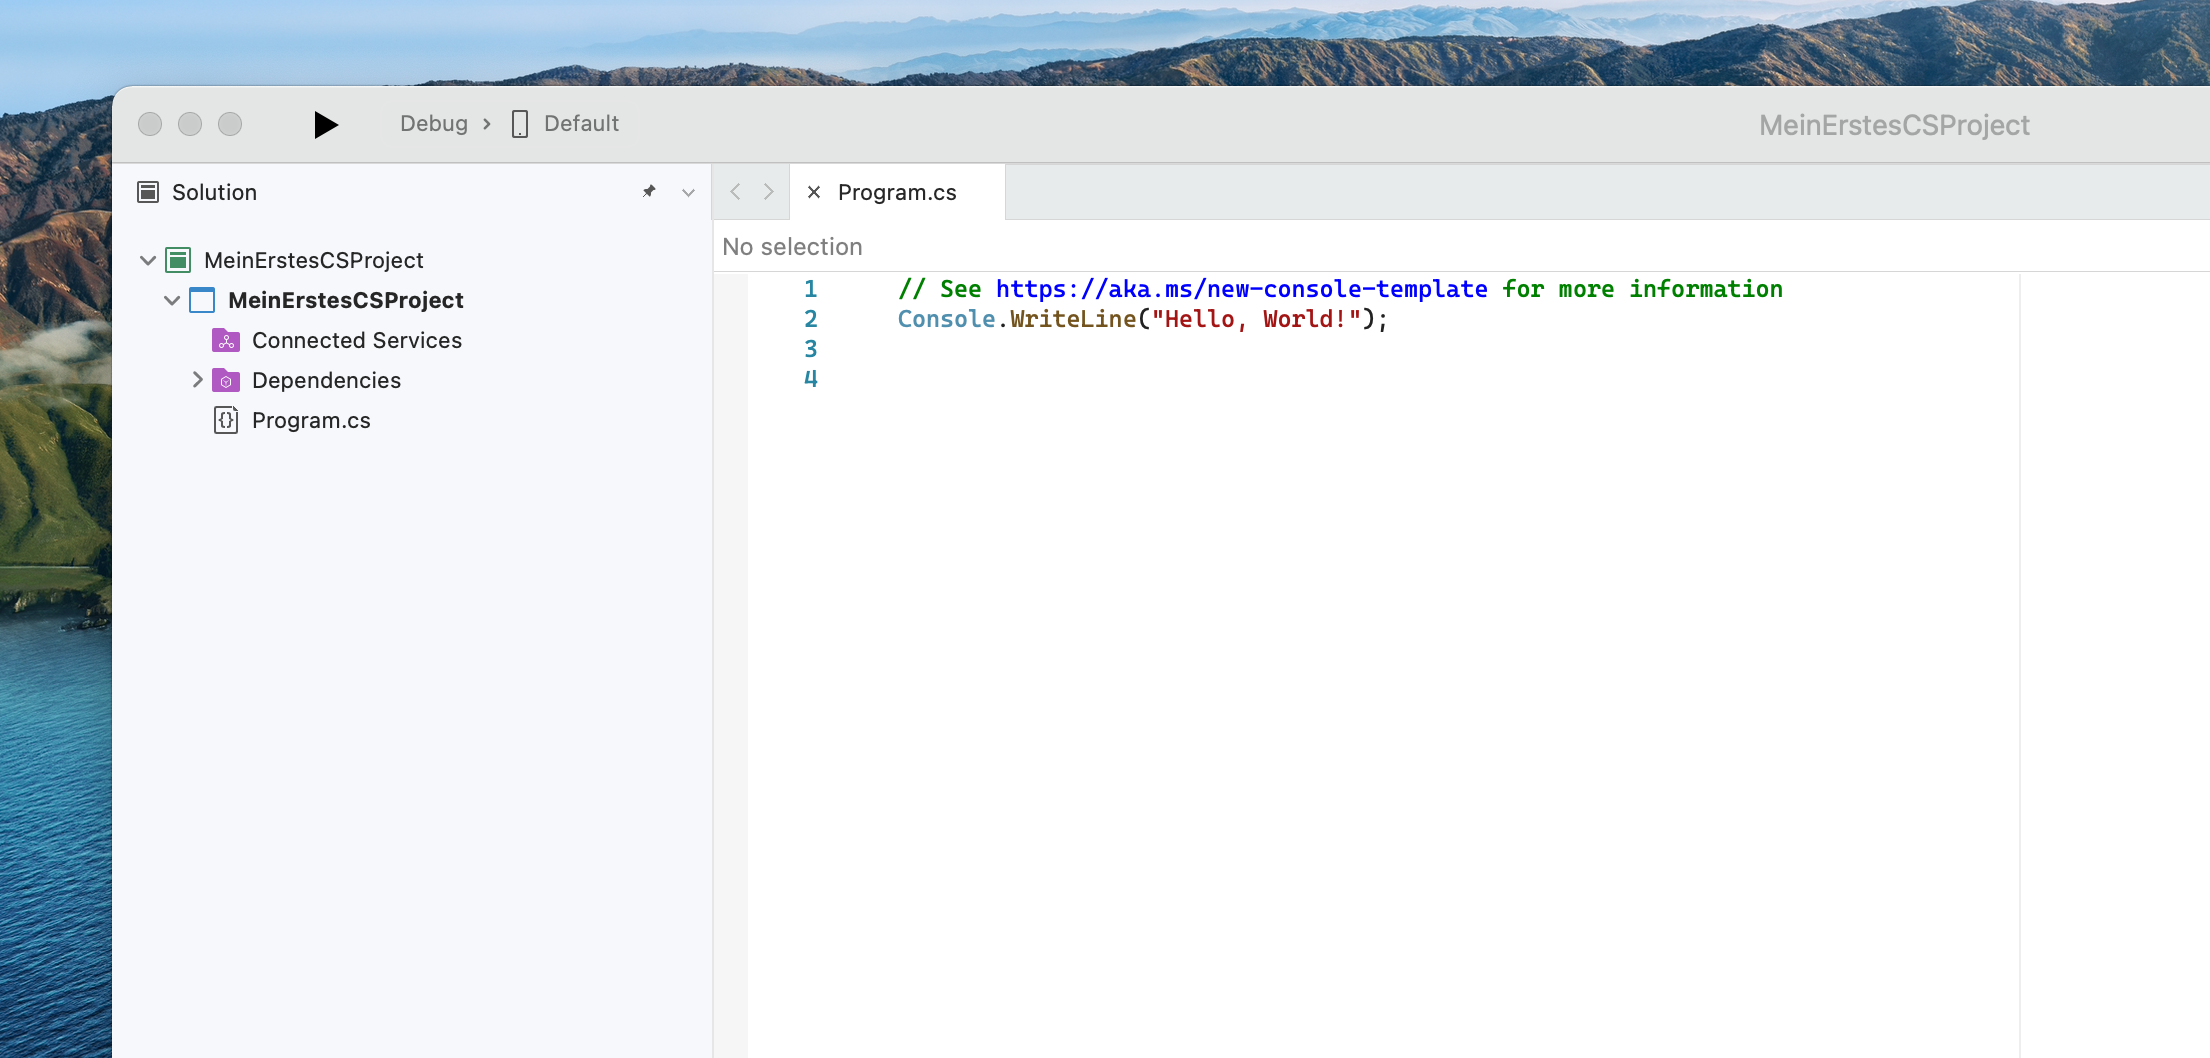 Debug > Default
MeinErstesCSProject
Solution
Program.cs
No selection
MeinErstesCSProject
MeinErstesCSProject
Connected Services
Dependencies
Program.cs
1 // See https://aka.ms/new-console-template for more information
2 Console.WriteLine("Hello, World!");
3
4